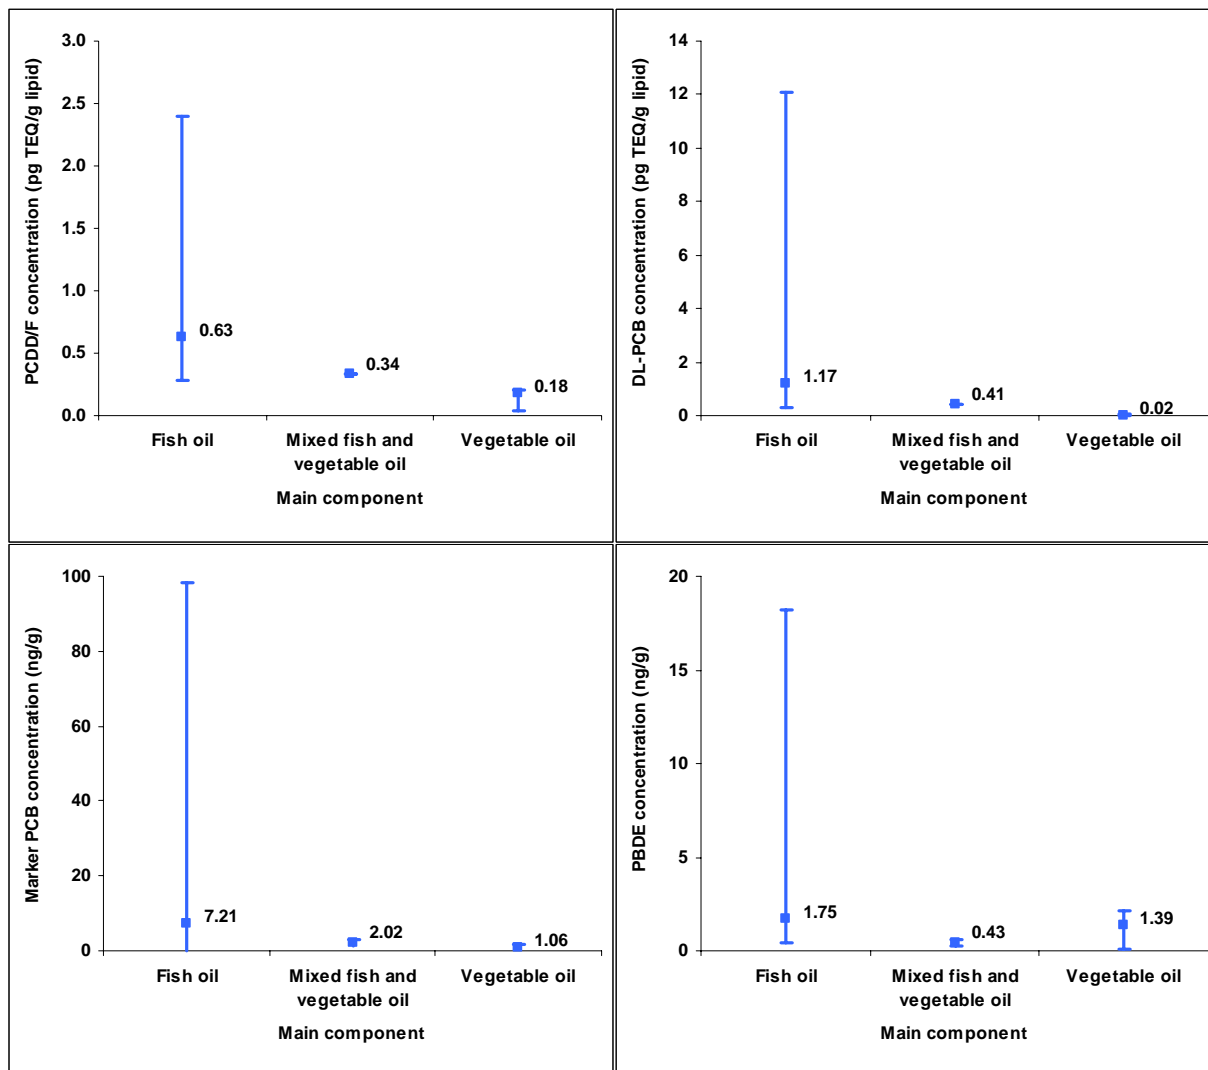 PCDD/F concentration (pg TEQ/g lipid)
3.0
2.5
2.0
1.5
1.0
0.5
0.0
0.63
0.34
0.18
Fish oil
Mixed fish and
vegetable oil
Vegetable oil
Main component
DL-PCB concentration (pg TEQ/g lipid)
14
12
10
8
6
4
2
0
1.17
0.41
0.02
Fish oil
Mixed fish and
vegetable oil
Vegetable oil
Main component
Marker PCB concentration (ng/g)
100
80
60
40
20
0
7.21
2.02
1.06
Fish oil
Mixed fish and
vegetable oil
Vegetable oil
Main component
PBDE concentration (ng/g)
20
15
10
5
0
1.75
0.43
1.39
Fish oil
Mixed fish and
vegetable oil
Vegetable oil
Main component